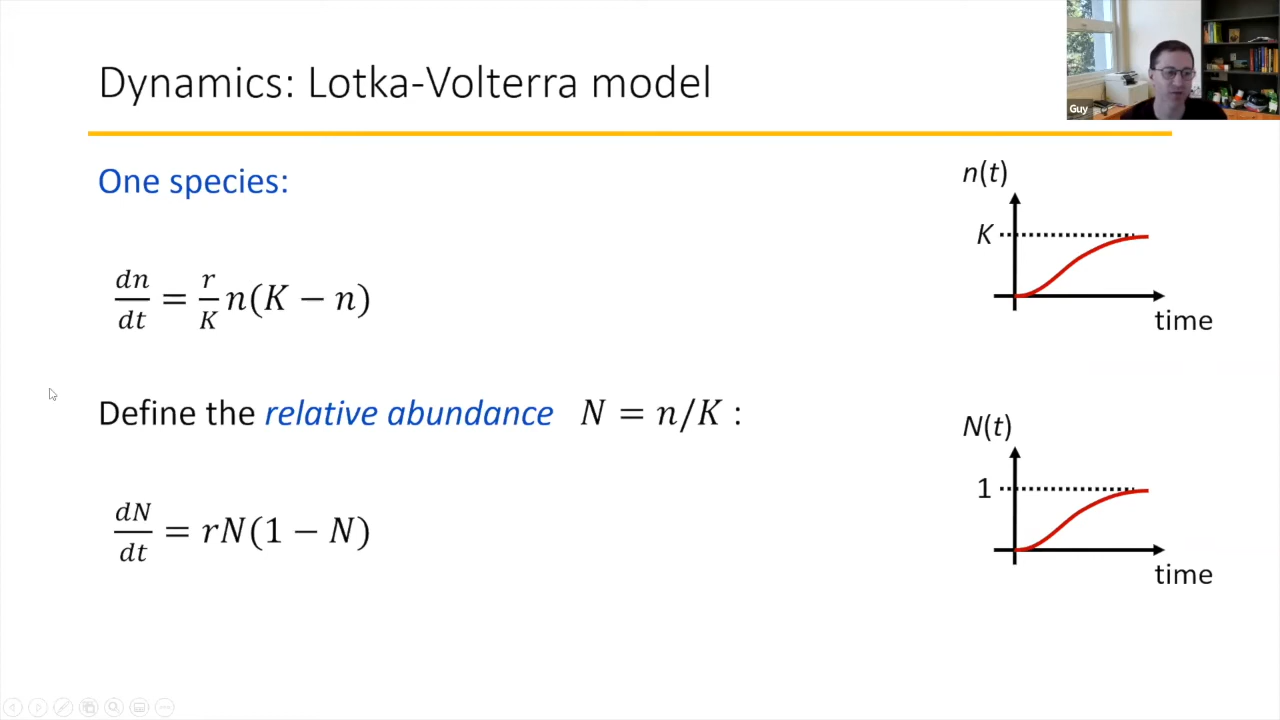 Dynamics: Lotka-Volterra model
Guy
One species:
n(t)
K
time
dn/dt = r/K n(K − n)
Define the relative abundance N = n/K :
N(t)
1
time
dN/dt = rN(1 − N)